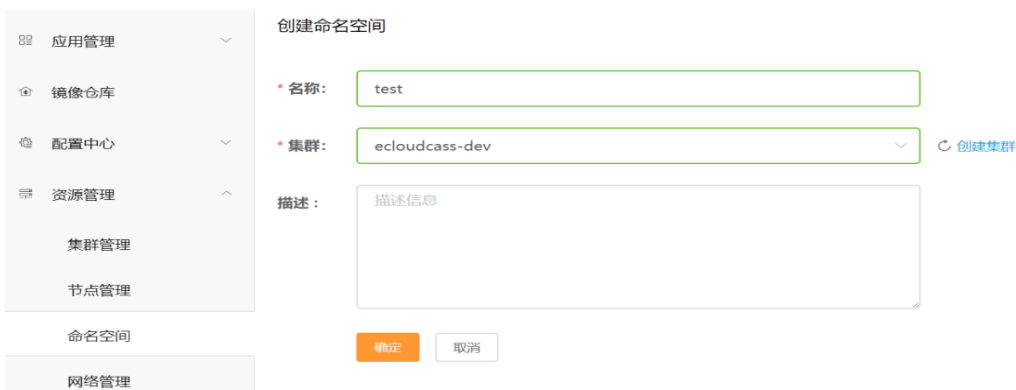 创建命名空间
应用管理
* 名称: test
镜像仓库
* 集群: ecloudcass-dev 创建集群
配置中心
资源管理
描述： 描述信息
集群管理
节点管理
命名空间
确定 取消
网络管理